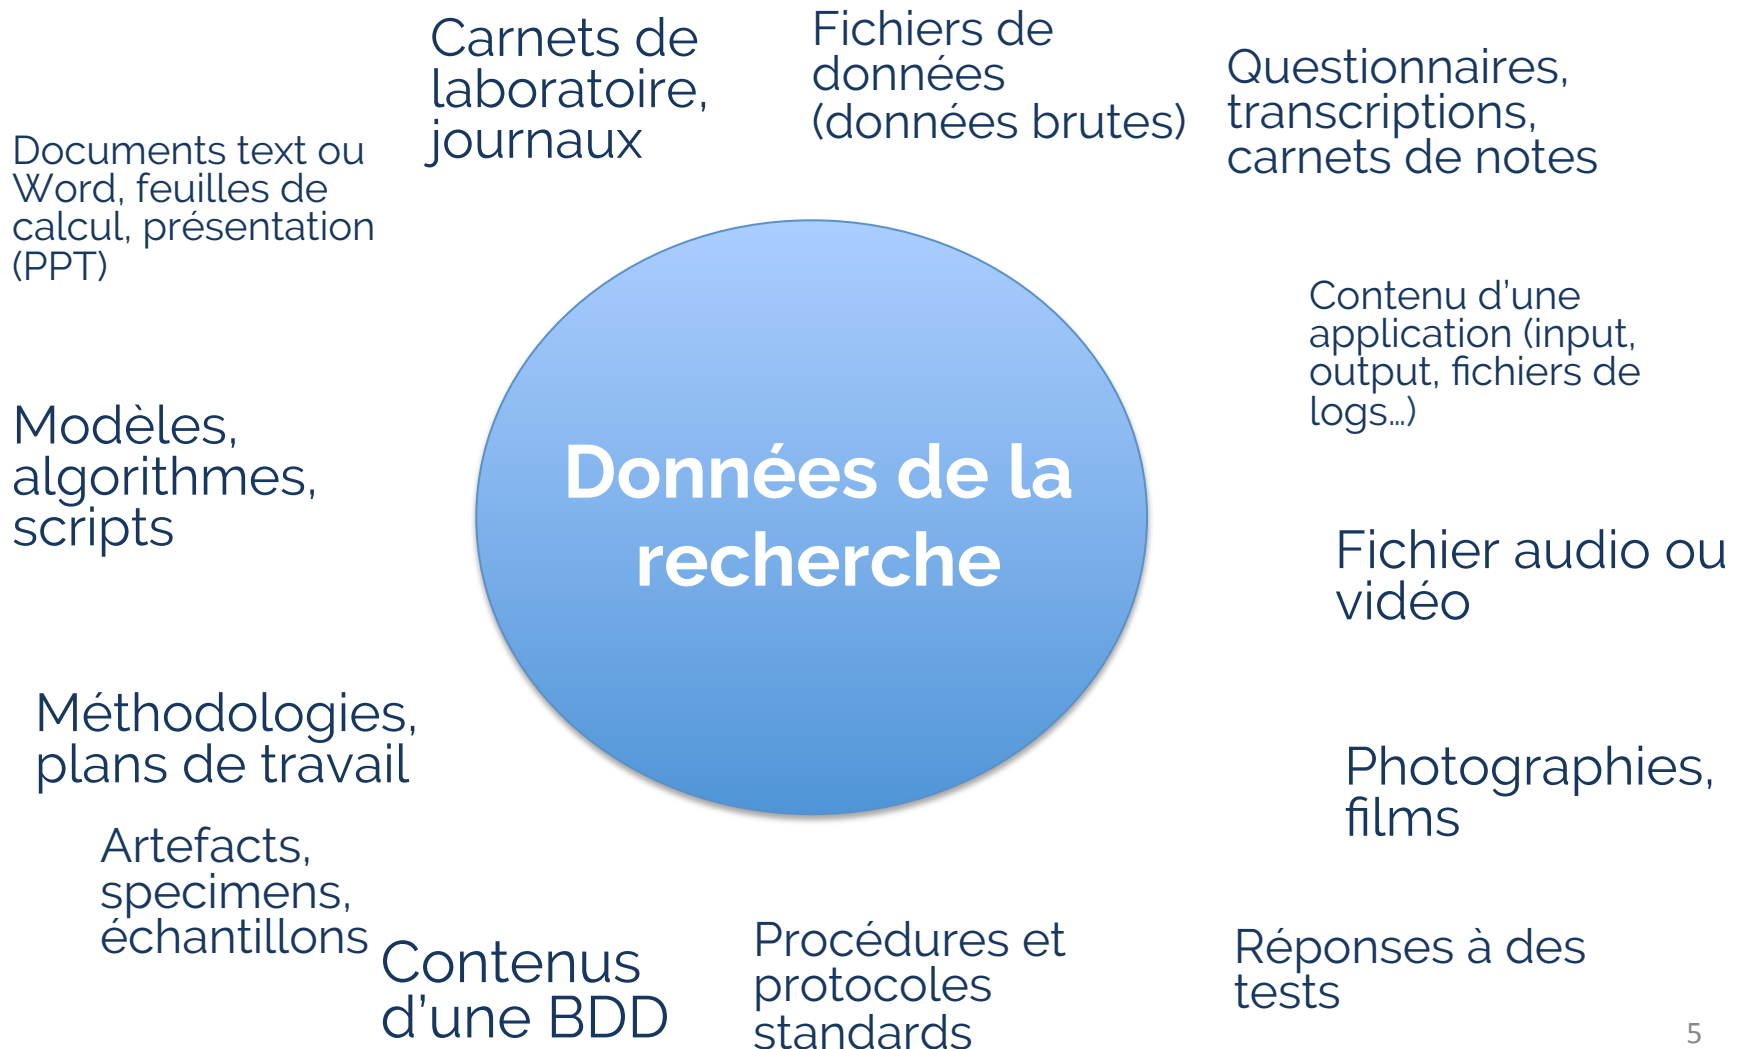 Carnets de
laboratoire,
journaux
Fichiers de
données
(données brutes)
Questionnaires,
transcriptions,
carnets de notes
Documents text ou
Word, feuilles de
calcul, présentation
(PPT)
Contenu d’une
application (input,
output, fichiers de
logs…)
Modèles,
algorithmes,
scripts
Données de la
recherche
Fichier audio ou
vidéo
Méthodologies,
plans de travail
Photographies,
films
Artefacts,
specimens,
échantillons
Contenus
d’une BDD
Procédures et
protocoles
standards
Réponses à des
tests
5